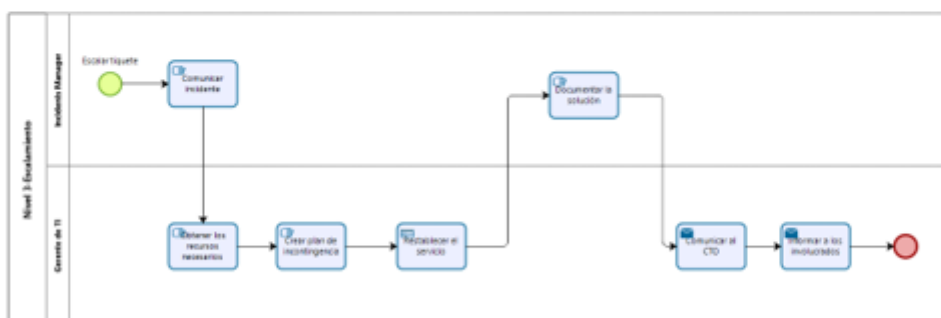 Nivel 3-Escalamiento
Incidents Manager
Gerente de TI
Escalar tiquete
Comunicar
incidente
Documentar la
solución
Obtener los
recursos
necesarios
Crear plan de
incontingencia
Restablecer el
servicio
Comunicar al
CTO
Informar a los
involucrados